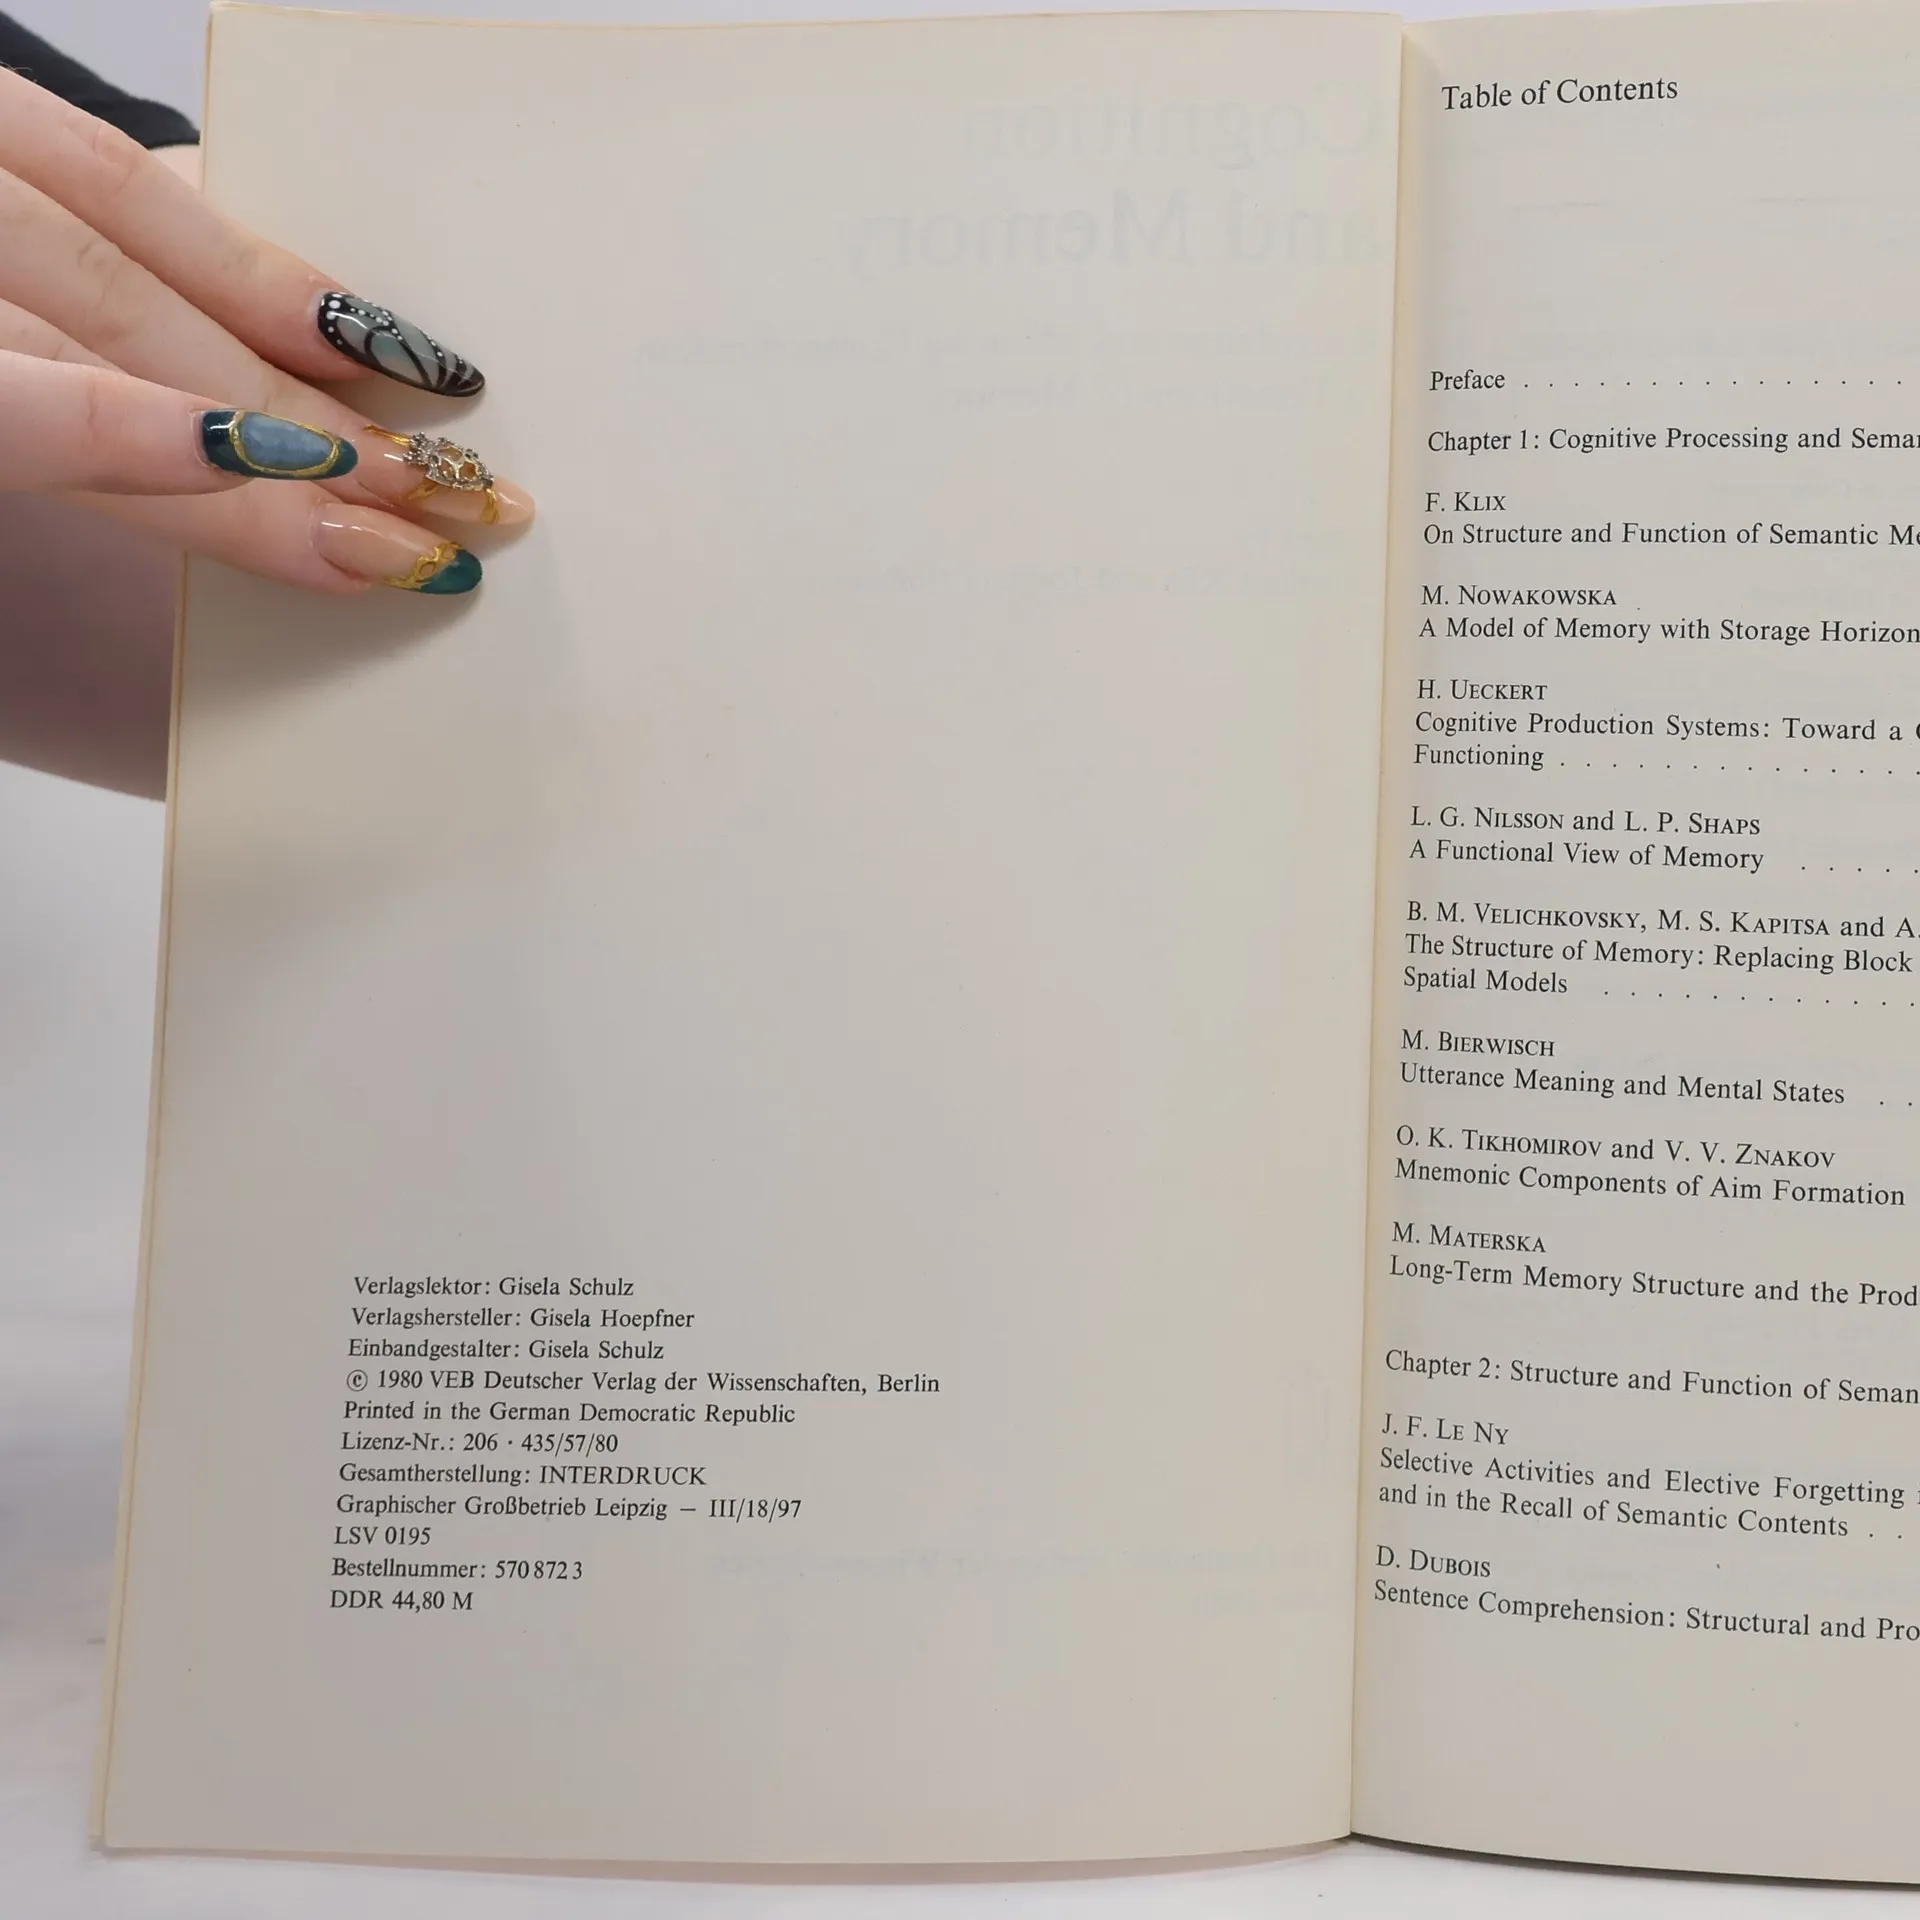 Verlagslektor: Gisela Schulz
Verlagshersteller: Gisela Hoepfner
Einbandgestalter: Gisela Schulz
© 1980 VEB Deutscher Verlag der Wissenschaften, Berlin
Printed in the German Democratic Republic
Lizenz-Nr.: 206 · 435/57/80
Gesamtherstellung: INTERDRUCK
Graphischer Großbetrieb Leipzig — III/18/97
LSV 0195
Bestellnummer: 570 872 3
DDR 44,80 M
Table of Contents
Preface . . . . . . . . . . . . . . .
Chapter 1: Cognitive Processing and
F. KLIX
On Structure and Function of Semantic
M. NOWAKOWSKA
A Model of Memory with Storage Horizon
H. UECKERT
Cognitive Production Systems: Toward a
Functioning . . . . . . . . . . . . . .
L. G. NILSSON and L. P. SHAPS
A Functional View of Memory . . . . .
B. M. VELICHKOVSKY, M. S. KAPITSA and A.
The Structure of Memory: Replacing Block
Spatial Models . . . . . . . . . . . .
M. BIERWISCH
Utterance Meaning and Mental States . .
O. K. TIKHOMIROV and V. V. ZNAKOV
Mnemonic Components of Aim Formation
M. MATERSKA
Long-Term Memory Structure and the
Chapter 2: Structure and Function of
J. F. LE NY
Selective Activities and Elective Forgetting
and in the Recall of Semantic Contents . .
D. DUBOIS
Sentence Comprehension: Structural and